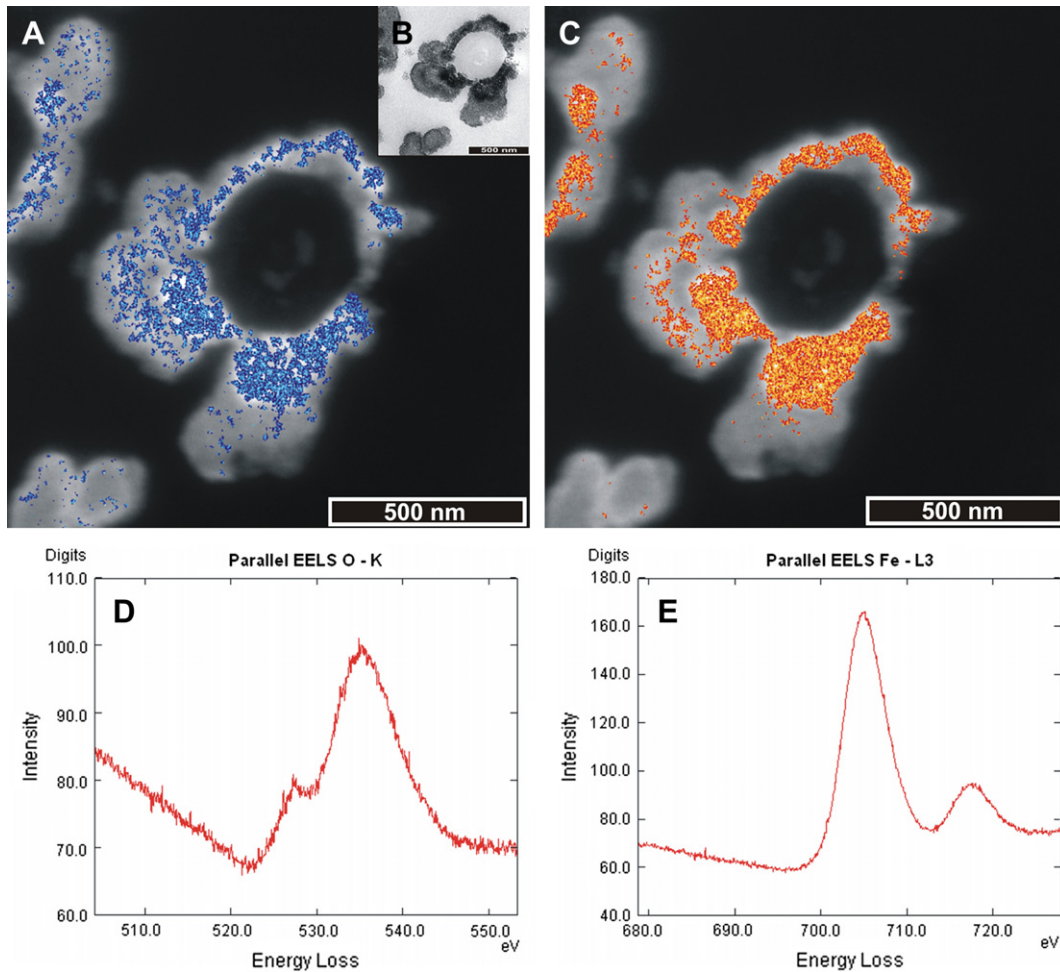 A
B
500 nm
C
500 nm
500 nm
Digits
Parallel EELS O - K
110.0
D
100.0
90.0
80.0
70.0
60.0
Intensity
510.0 520.0 530.0 540.0 550.0
eV
Energy Loss
Digits
Parallel EELS Fe - L3
180.0
E
160.0
140.0
120.0
100.0
80.0
60.0
40.0
Intensity
680.0 690.0 700.0 710.0 720.0
eV
Energy Loss